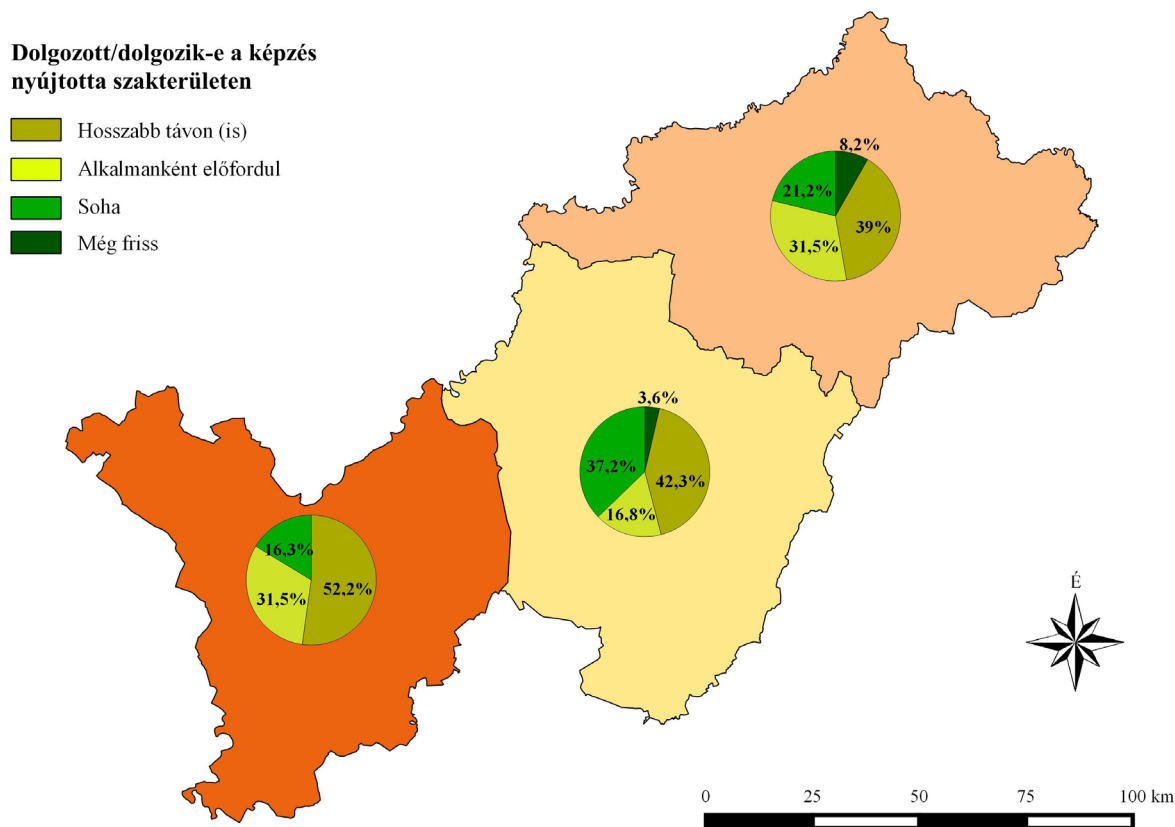 Dolgozott/dolgozik-e a képzés
nyújtotta szakterületen
Hosszabb távon (is)
Alkalmanként előfordul
Soha
Még friss
8,2%
21,2%
39%
31,5%
3,6%
37,2%
42,3%
16,8%
16,3%
52,2%
31,5%
É
0 25 50 75 100 km